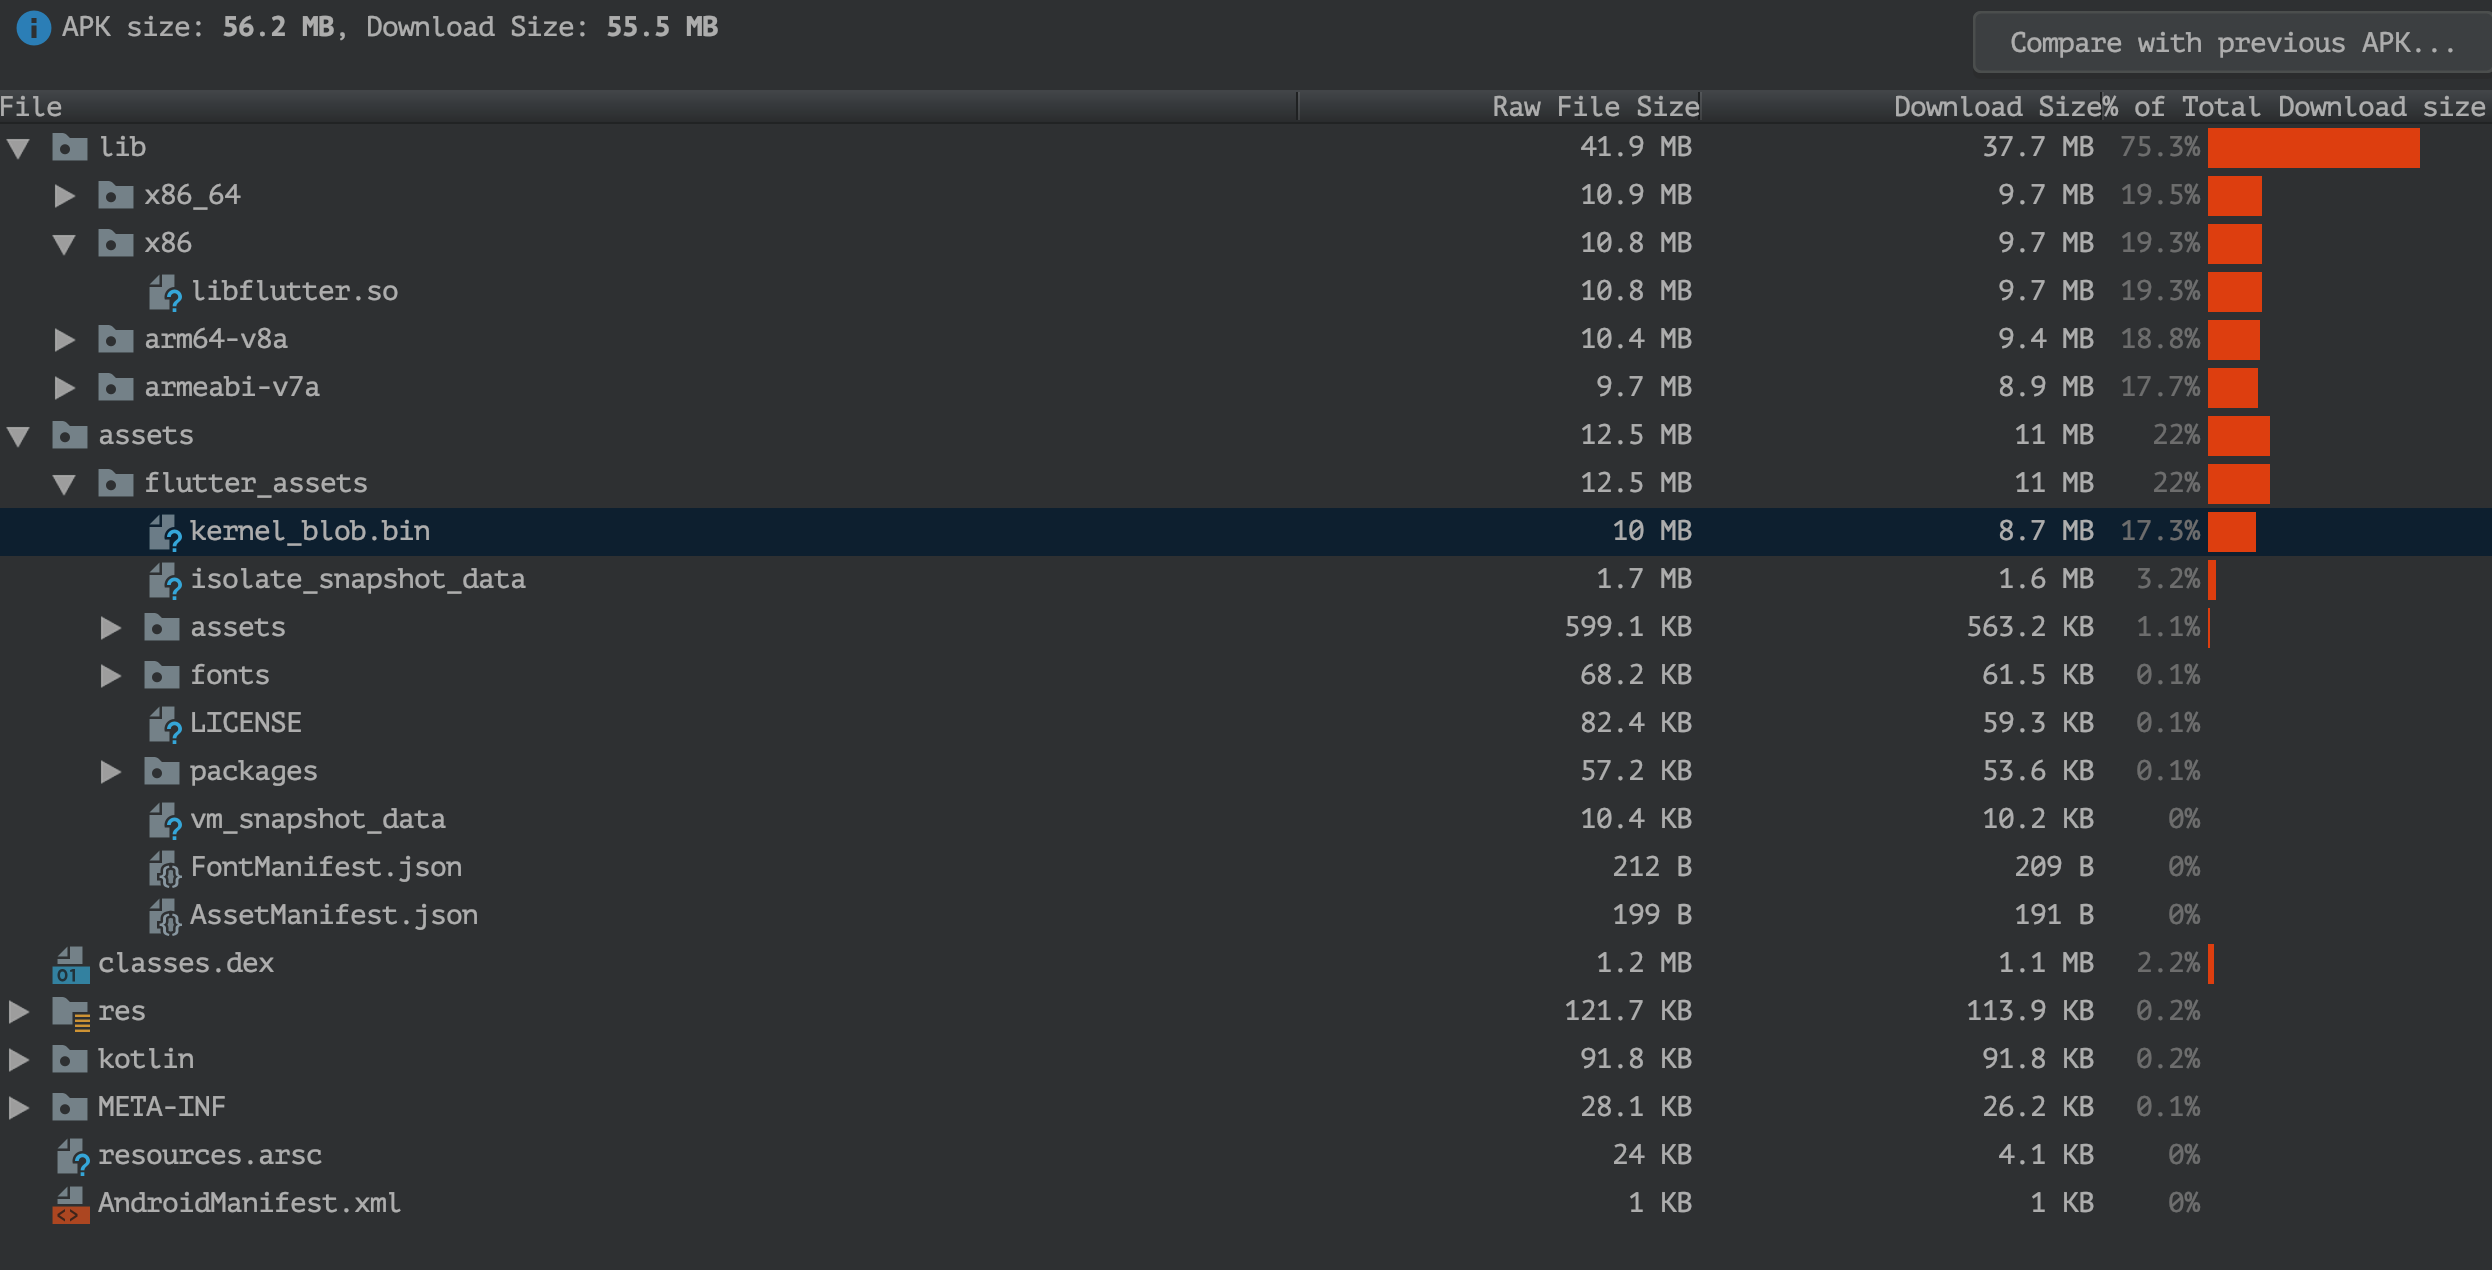 APK size: 56.2 MB, Download Size: 55.5 MB
Compare with previous APK...
File Raw File Size Download Size % of Total Download size
lib 41.9 MB 37.7 MB 75.3%
x86_64 10.9 MB 9.7 MB 19.5%
x86 10.8 MB 9.7 MB 19.3%
libflutter.so 10.8 MB 9.7 MB 19.3%
arm64-v8a 10.4 MB 9.4 MB 18.8%
armeabi-v7a 9.7 MB 8.9 MB 17.7%
assets 12.5 MB 11 MB 22%
flutter_assets 12.5 MB 11 MB 22%
kernel_blob.bin 10 MB 8.7 MB 17.3%
isolate_snapshot_data 1.7 MB 1.6 MB 3.2%
assets 599.1 KB 563.2 KB 1.1%
fonts 68.2 KB 61.5 KB 0.1%
LICENSE 82.4 KB 59.3 KB 0.1%
packages 57.2 KB 53.6 KB 0.1%
vm_snapshot_data 10.4 KB 10.2 KB 0%
FontManifest.json 212 B 209 B 0%
AssetManifest.json 199 B 191 B 0%
classes.dex 1.2 MB 1.1 MB 2.2%
res 121.7 KB 113.9 KB 0.2%
kotlin 91.8 KB 91.8 KB 0.2%
META-INF 28.1 KB 26.2 KB 0.1%
resources.arsc 24 KB 4.1 KB 0%
AndroidManifest.xml 1 KB 1 KB 0%